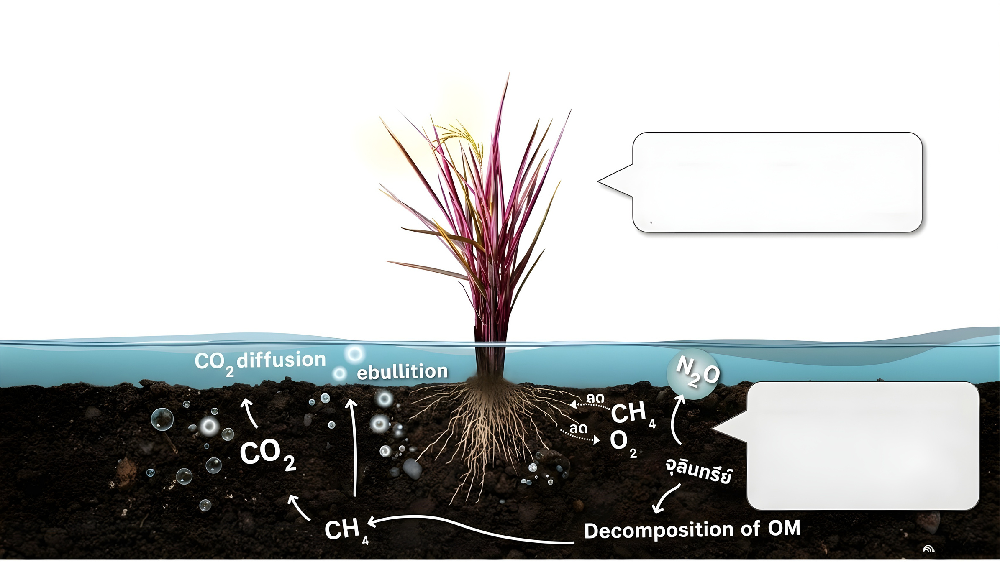 CO₂ diffusion
ebullition
N₂O
ลด
CH₄
ลด
O₂
CO₂
จุลินทรีย์
CH₄
Decomposition of OM